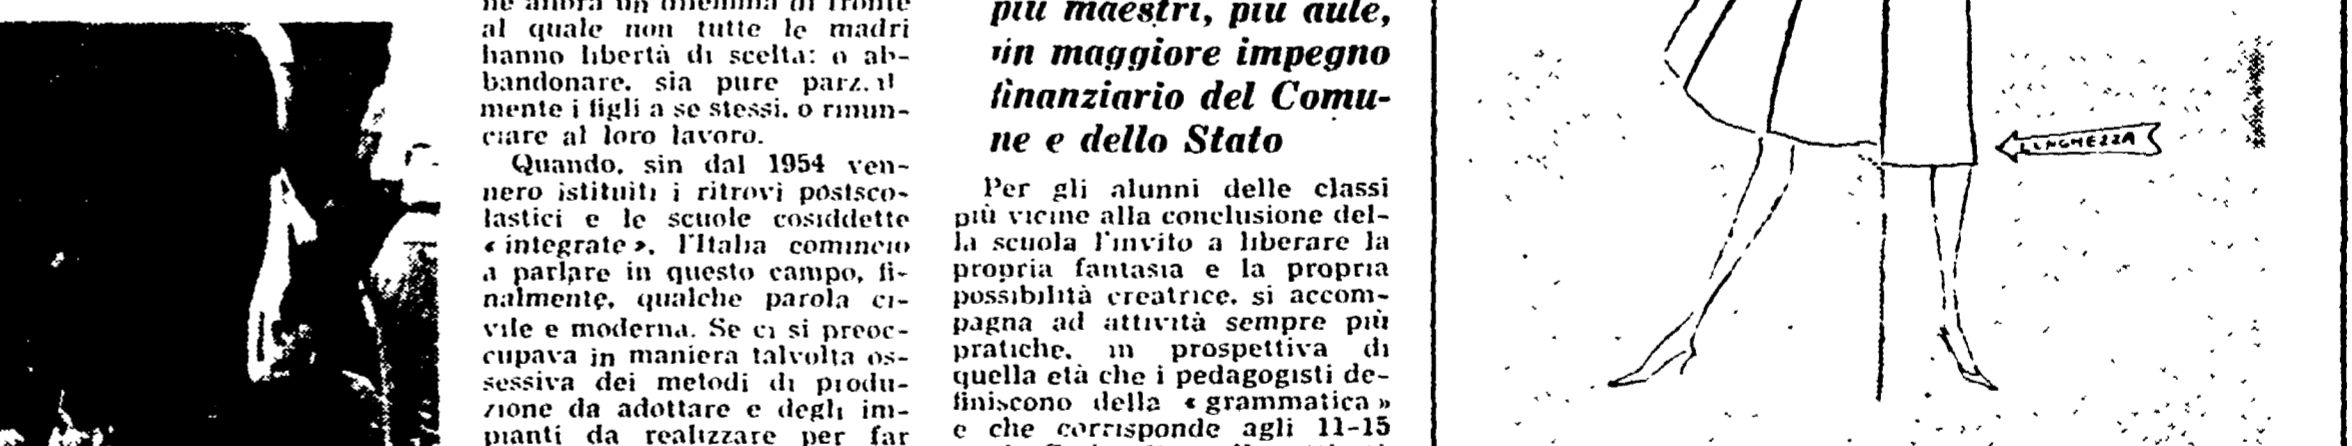 ne ancora un dilemma di fronte
al quale non tutte le madri
hanno libertà di scelta: o ab-
bandonare, sia pure
mente i figli a se stessi, o rinun-
ciare al loro lavoro.
Quando, sin dal 1954 ven-
nero istituiti i ritrovi postsco-
lastici e le scuole cosiddette
« integrate », l'Italia cominciò
a parlare in questo campo, fi-
nalmente, qualche parola ci-
vile e moderna. Se ci si preoc-
cupava in maniera talvolta os-
sessiva dei metodi di produ-
zione da adottare e degli im-
pianti da realizzare per far
più maestri, più aule,
un maggiore impegno
finanziario del Comu-
ne e dello Stato
Per gli alunni delle classi
più vicine alla conclusione del-
la scuola l'invito a liberare la
propria fantasia e la propria
possibilità creatrice, si accom-
pagna ad attività sempre più
pratiche, in prospettiva di
quella età che i pedagogisti de-
finiscono della « grammatica »
e che corrisponde agli 11-15
LUNGHEZZA